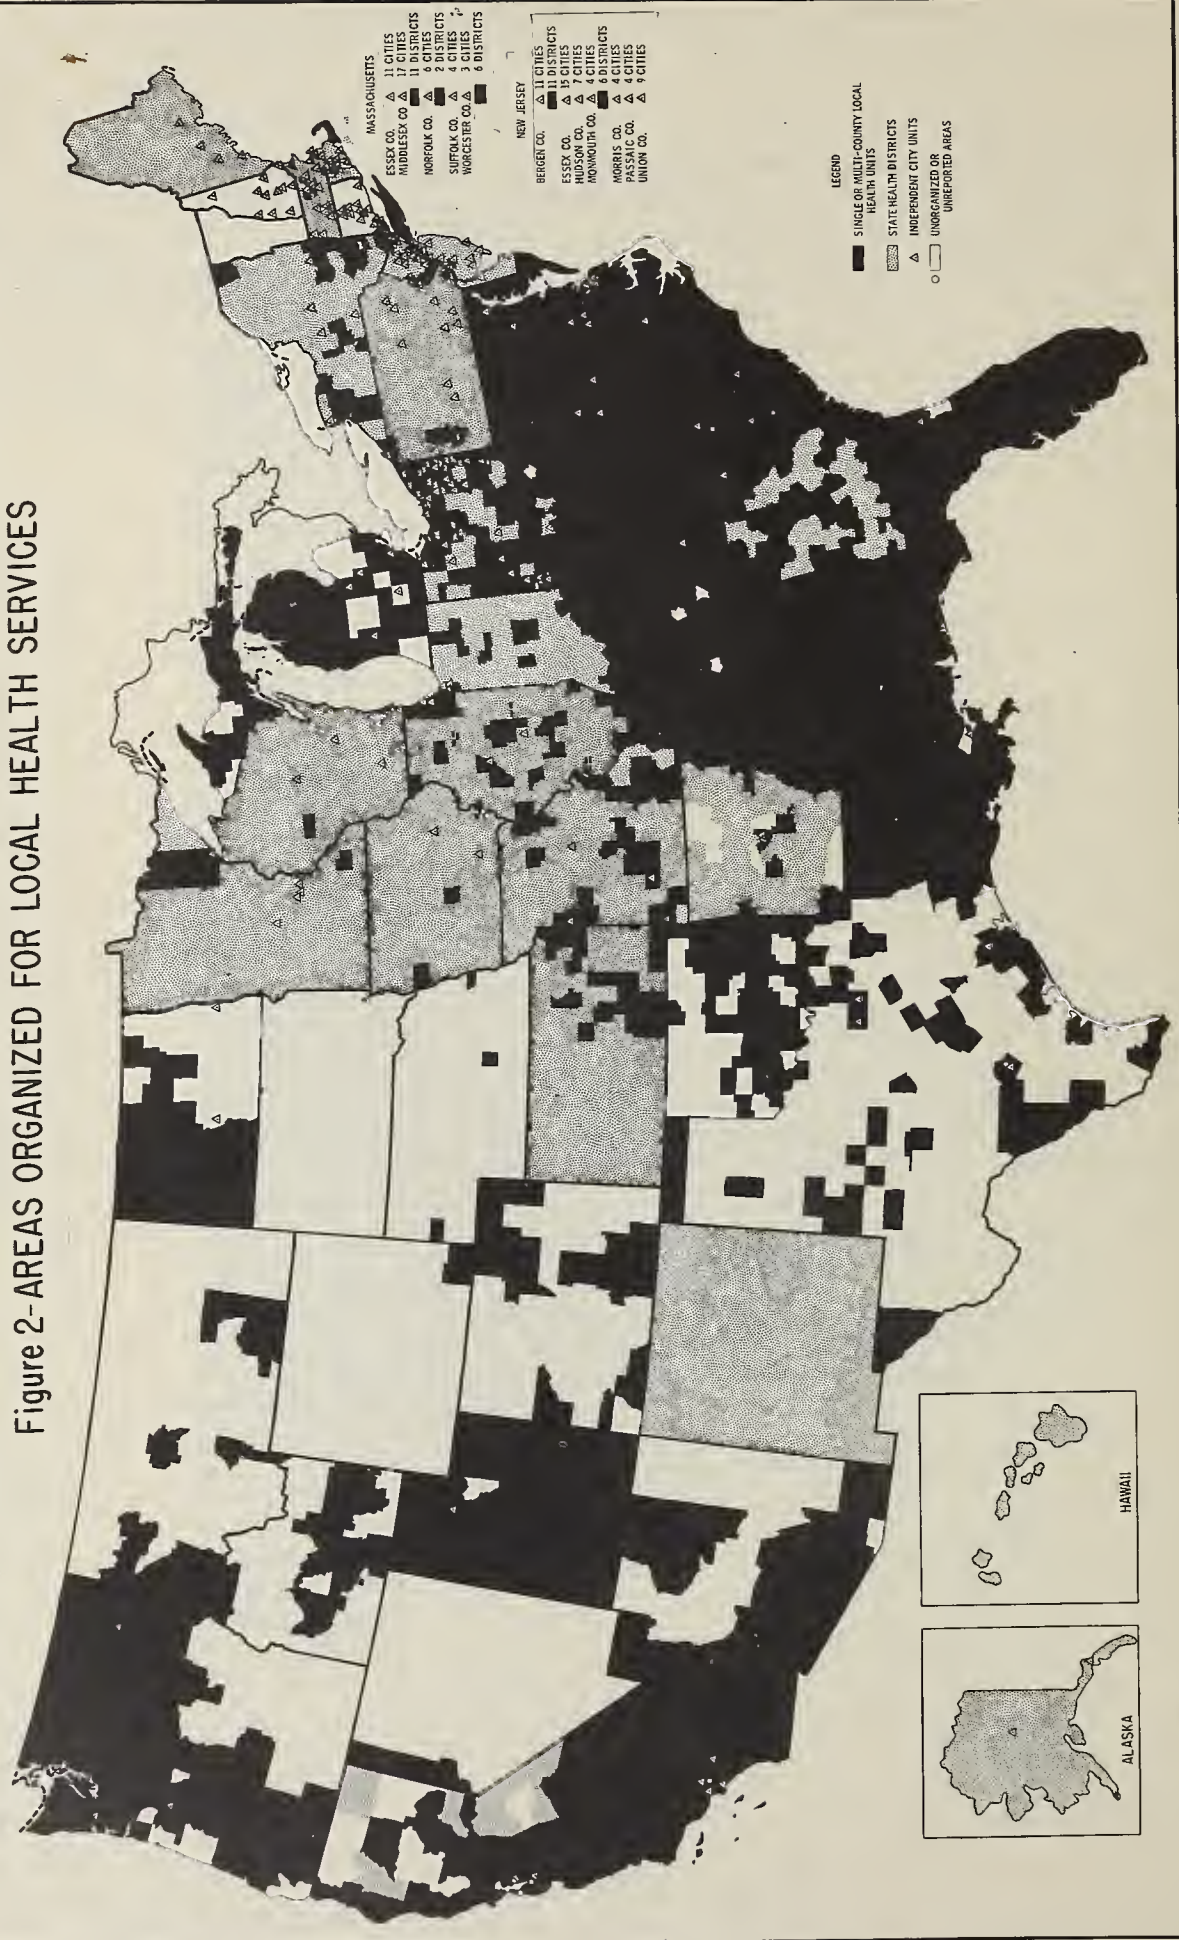 Figure 2-AREAS ORGANIZED FOR LOCAL HEALTH SERVICES
MASSACHUSETTS
ESSEX CO. △ 11 CITIES
MIDDLESEX CO △ 17 CITIES
■ 11 DISTRICTS
NORFOLK CO. △ 6 CITIES
■ 2 DISTRICTS
SUFFOLK CO. △ 4 CITIES
WORCESTER CO. △ 3 CITIES
■ 6 DISTRICTS
NEW JERSEY
BERGEN CO. △ 11 CITIES
■ 11 DISTRICTS
ESSEX CO. △ 15 CITIES
HUDSON CO. △ 7 CITIES
MONMOUTH CO. △ 4 CITIES
■ 6 DISTRICTS
MORRIS CO. △ 4 CITIES
PASSAIC CO. △ 4 CITIES
UNION CO. △ 9 CITIES
LEGEND
SINGLE OR MULTI-COUNTY LOCAL
HEALTH UNITS
STATE HEALTH DISTRICTS
△ INDEPENDENT CITY UNITS
UNORGANIZED OR
UNREPORTED AREAS
ALASKA
HAWAII